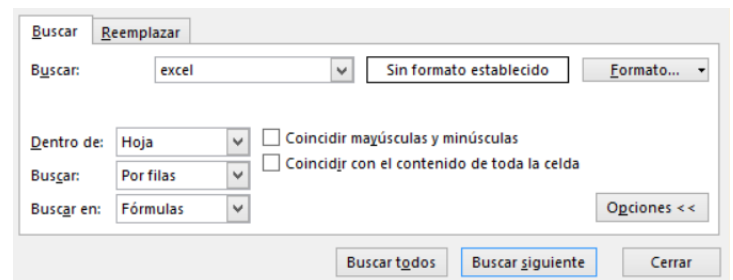 Buscar Reemplazar
Buscar: excel Sin formato establecido Formato...
Dentro de: Hoja Coincidir mayúsculas y minúsculas
Coincidir con el contenido de toda la celda
Buscar: Por filas
Buscar en: Fórmulas Opciones <<
Buscar todos Buscar siguiente Cerrar